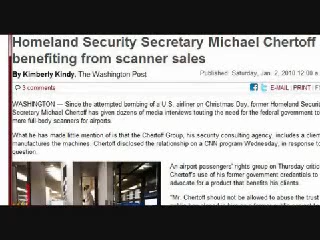 Homeland Security Secretary Michael Chertoff
benefiting from scanner sales
By Kimberly Kindy, The Washington Post
Published: Saturday, Jan. 2, 2010 12:00 a
3 comments
E-MAIL | PRINT | F
WASHINGTON — Since the attempted bombing of a U.S. airliner on Christmas Day, former Homeland Securit
Secretary Michael Chertoff has given dozens of media interviews touting the need for the federal government to
more full-body scanners for airports.
What he has made little mention of is that the Chertoff Group, his security consulting agency, includes a client
manufactures the machines. Chertoff disclosed the relationship on a CNN program Wednesday, in response to
question.
An airport passengers' rights group on Thursday critici
Chertoff's use of his former government credentials to
advocate for a product that benefits his clients.
"Mr. Chertoff should not be allowed to abuse the trust